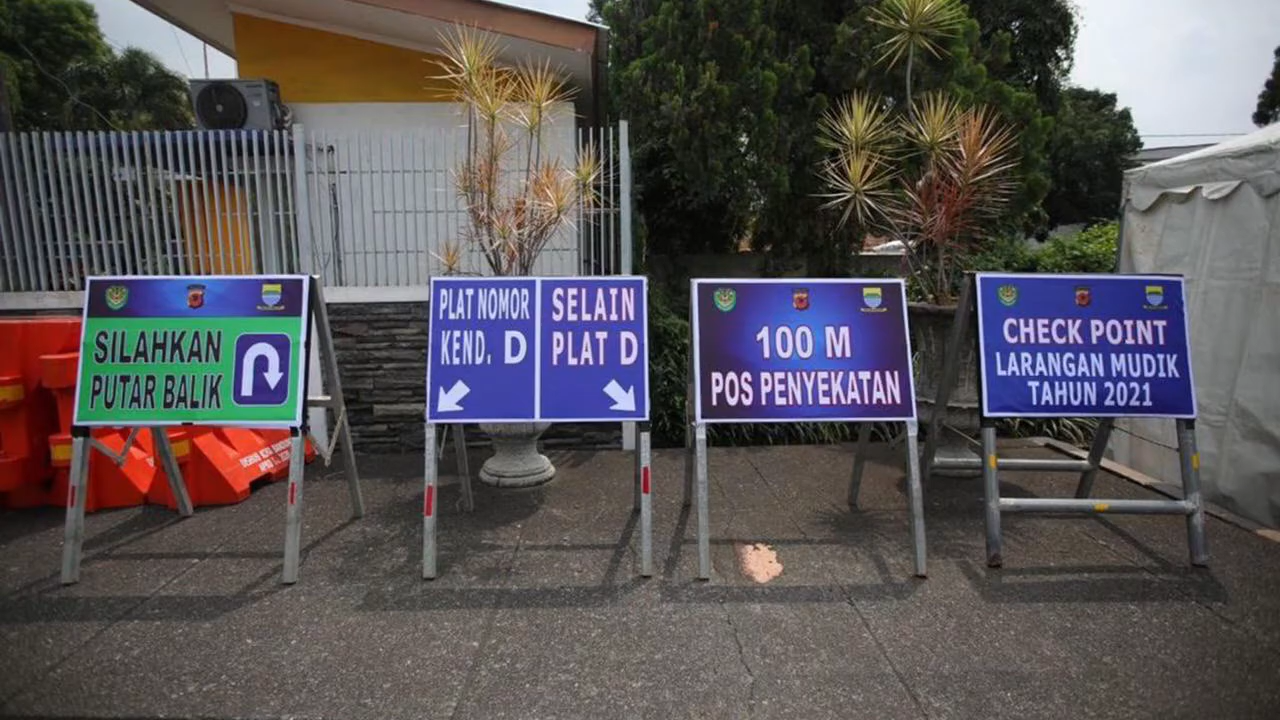 SILAHKAN
PUTAR BALIK
PLAT NOMOR
KEND. D
SELAIN
PLAT D
100 M
POS PENYEKATAN
CHECK POINT
LARANGAN MUDIK
TAHUN 2021